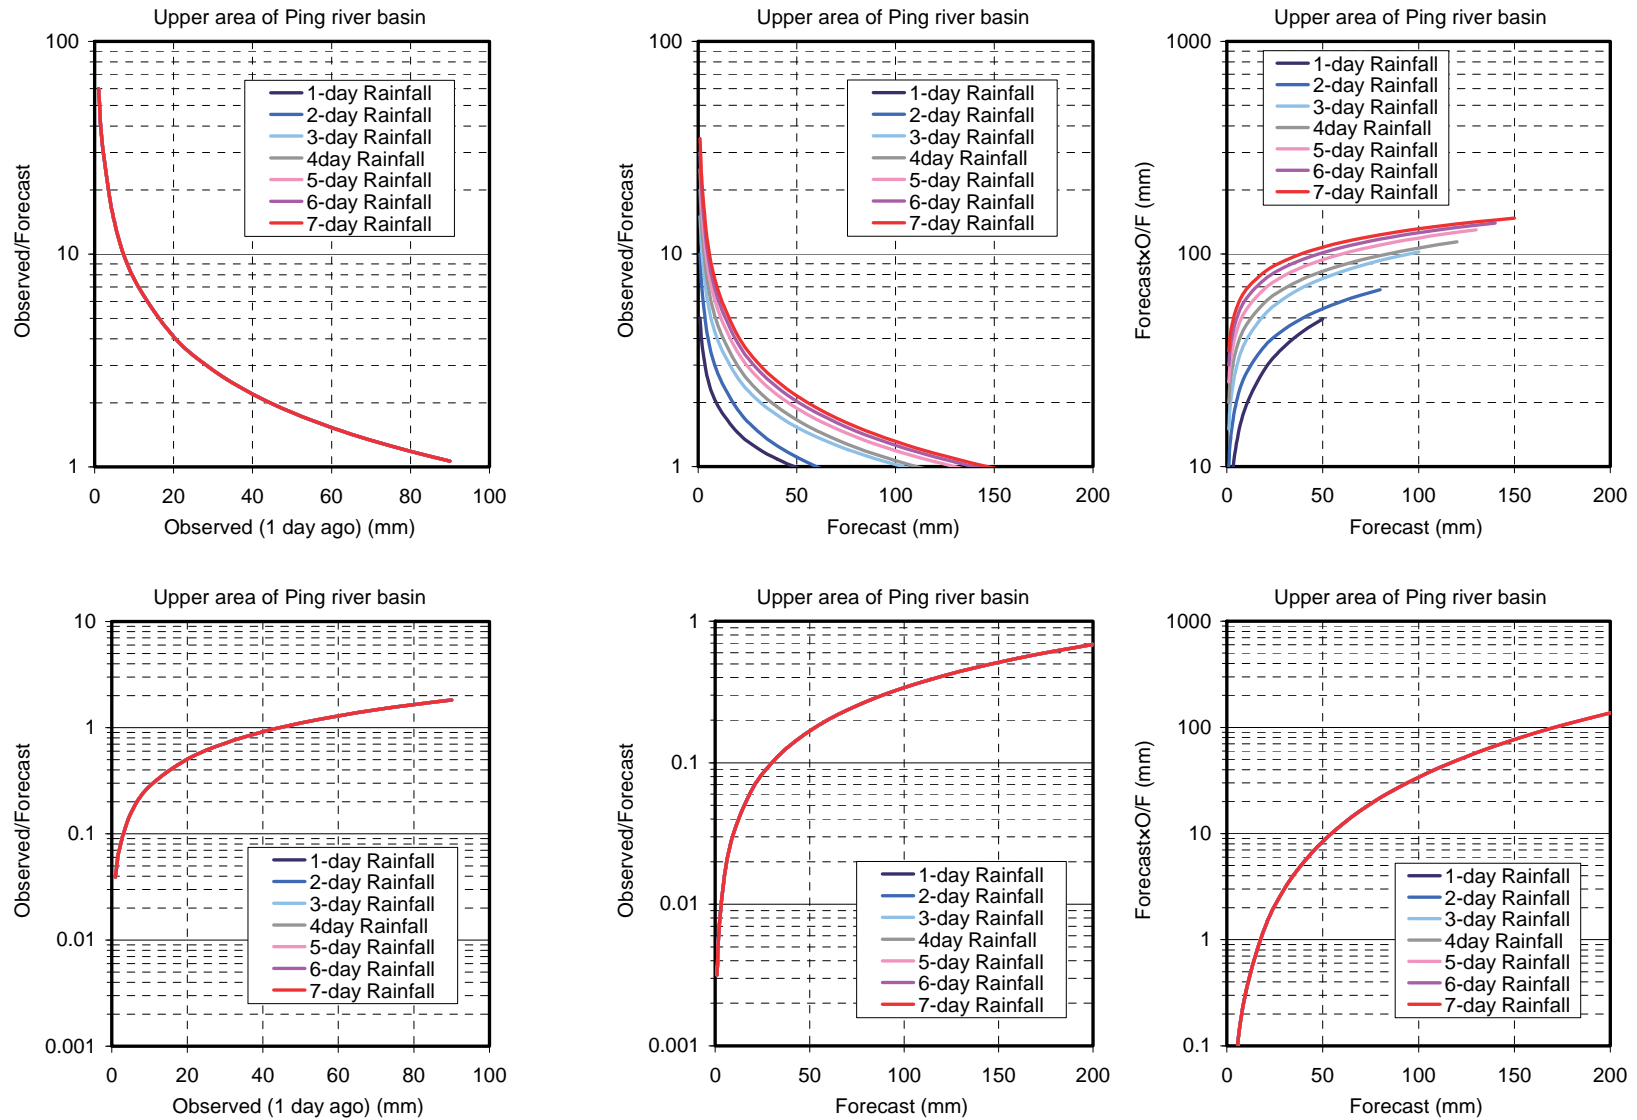 Upper area of Ping river basin
100
10
1
Observed/Forecast
1-day Rainfall
2-day Rainfall
3-day Rainfall
4day Rainfall
5-day Rainfall
6-day Rainfall
7-day Rainfall
0 20 40 60 80 100
Observed (1 day ago) (mm)
Upper area of Ping river basin
100
10
1
Observed/Forecast
1-day Rainfall
2-day Rainfall
3-day Rainfall
4day Rainfall
5-day Rainfall
6-day Rainfall
7-day Rainfall
0 50 100 150 200
Forecast (mm)
Upper area of Ping river basin
1000
100
10
Forecast×O/F (mm)
1-day Rainfall
2-day Rainfall
3-day Rainfall
4day Rainfall
5-day Rainfall
6-day Rainfall
7-day Rainfall
0 50 100 150 200
Forecast (mm)
Upper area of Ping river basin
10
1
0.1
0.01
0.001
Observed/Forecast
1-day Rainfall
2-day Rainfall
3-day Rainfall
4day Rainfall
5-day Rainfall
6-day Rainfall
7-day Rainfall
0 20 40 60 80 100
Observed (1 day ago) (mm)
Upper area of Ping river basin
1
0.1
0.01
0.001
Observed/Forecast
1-day Rainfall
2-day Rainfall
3-day Rainfall
4day Rainfall
5-day Rainfall
6-day Rainfall
7-day Rainfall
0 50 100 150 200
Forecast (mm)
Upper area of Ping river basin
1000
100
10
1
0.1
Forecast×O/F (mm)
1-day Rainfall
2-day Rainfall
3-day Rainfall
4day Rainfall
5-day Rainfall
6-day Rainfall
7-day Rainfall
0 50 100 150 200
Forecast (mm)